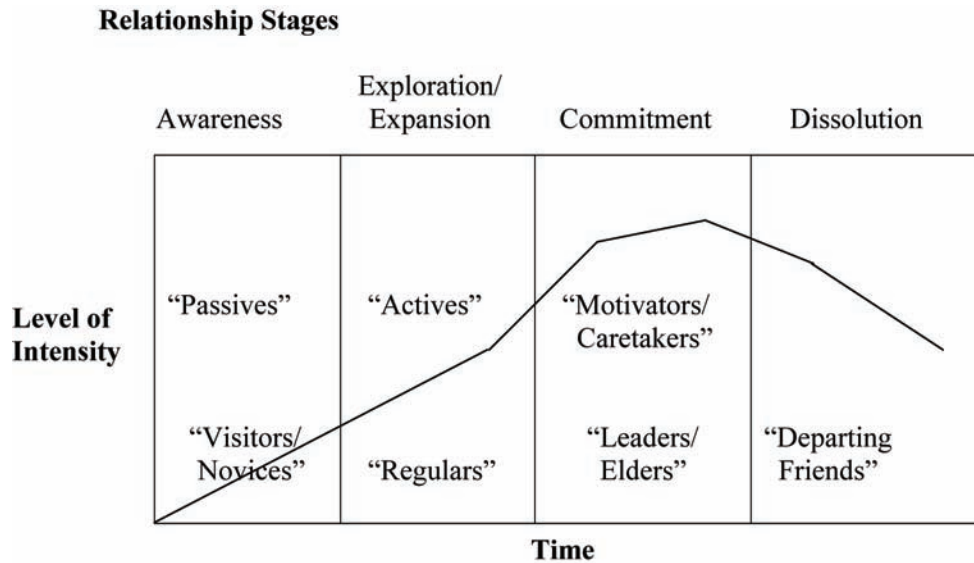 Relationship Stages
Exploration/
Awareness Expansion Commitment Dissolution
Level of
Intensity
“Passives” “Actives” “Motivators/
Caretakers”
“Visitors/
Novices” “Regulars” “Leaders/
Elders” “Departing
Friends”
Time